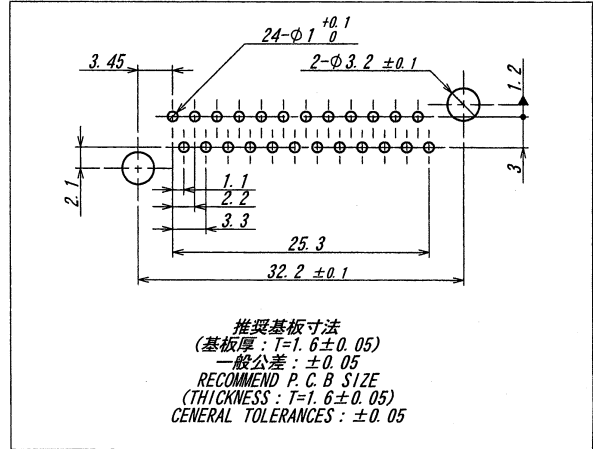 24-Φ1 +0.1 0
3.45
2-Φ3.2 ±0.1
1.2
3
2.1
1.1
2.2
3.3
25.3
32.2 ±0.1
推奨基板寸法
(基板厚:T=1.6±0.05)
一般公差:±0.05
RECOMMEND P.C.B SIZE
(THICKNESS:T=1.6±0.05)
CENERAL TOLERANCES:±0.05